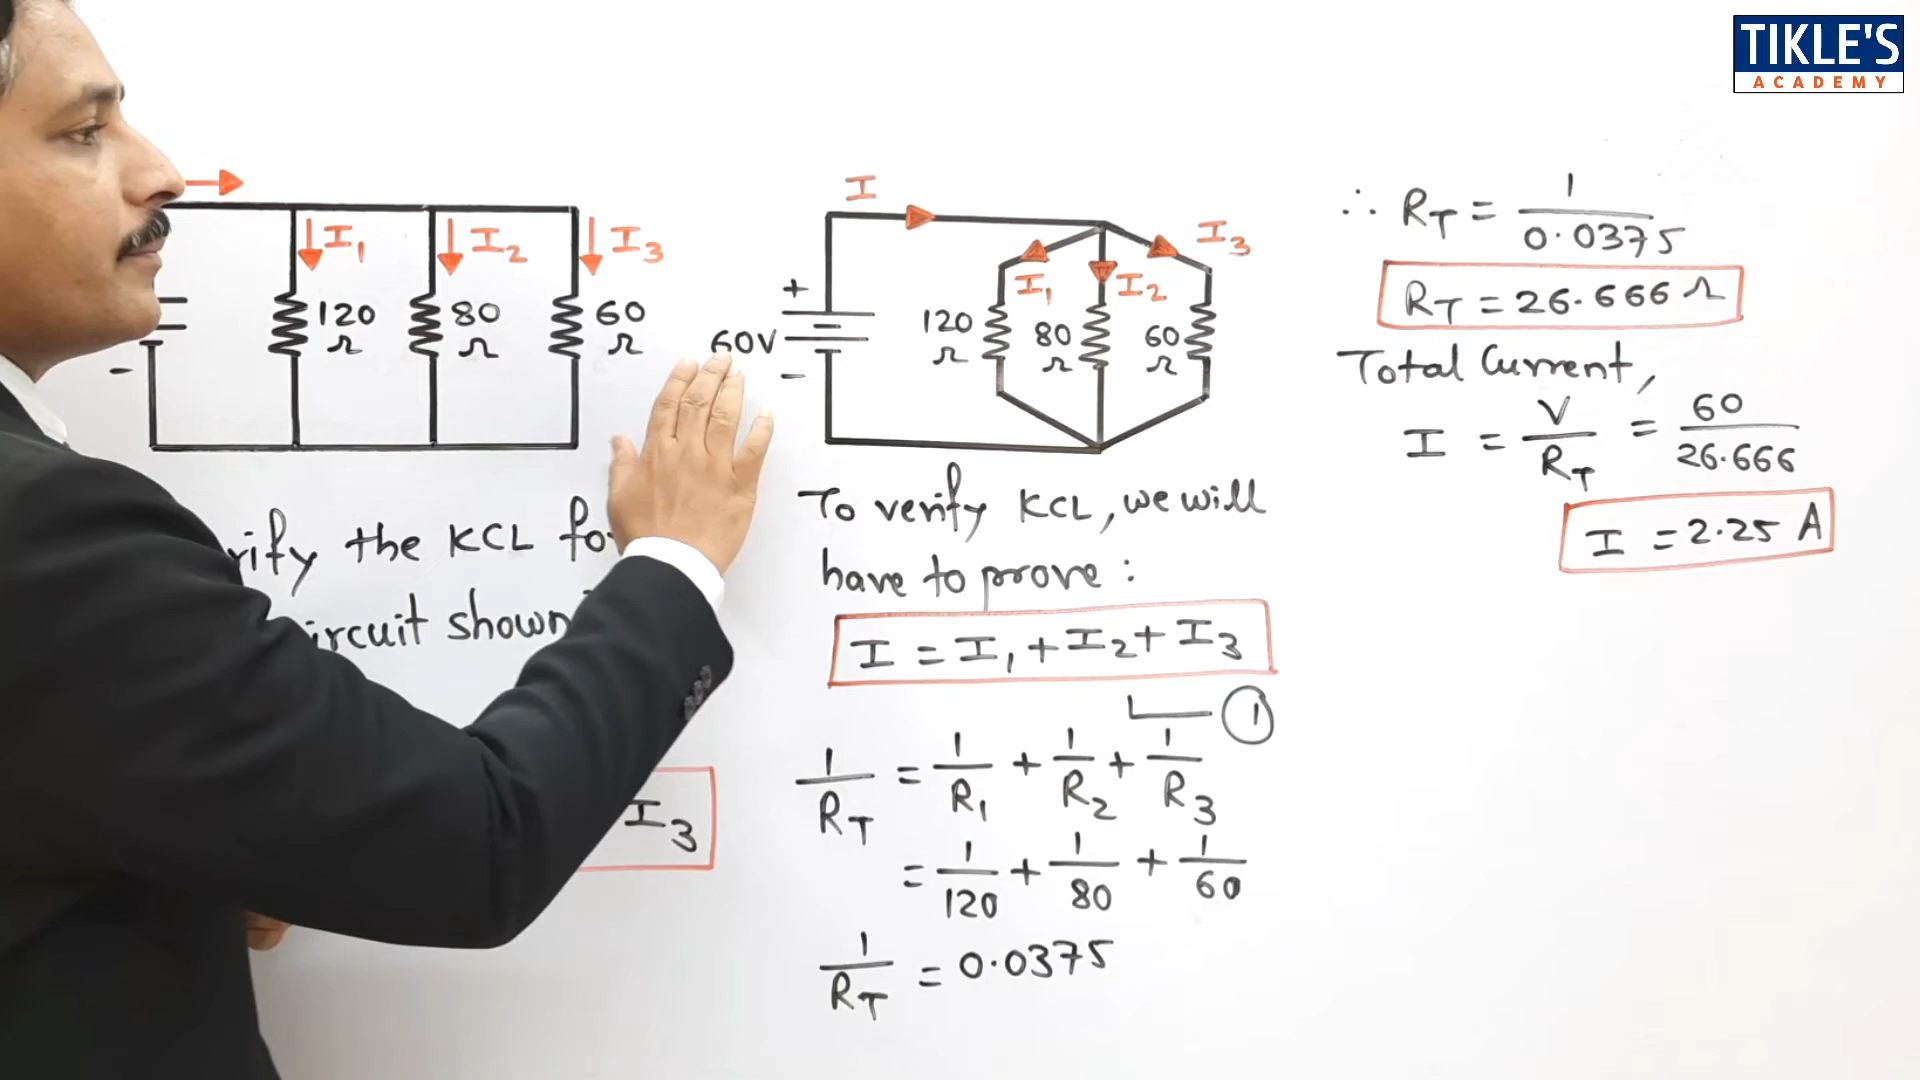 TIKLE'S
ACADEMY
I₁
I₂
I₃
120
Ω
80
Ω
60
Ω
-
the KCL
circuit shown
I₃
I
I₁
I₂
I₃
+
60V
-
120
Ω
80
Ω
60
Ω
To verify KCL, we will
have to prove :
I = I₁ + I₂ + I₃
1
1/R_T = 1/R₁ + 1/R₂ + 1/R₃
= 1/120 + 1/80 + 1/60
1/R_T = 0.0375
∴ R_T = 1/0.0375
R_T = 26.666 Ω
Total Current,
I = V/R_T = 60/26.666
I = 2.25 A